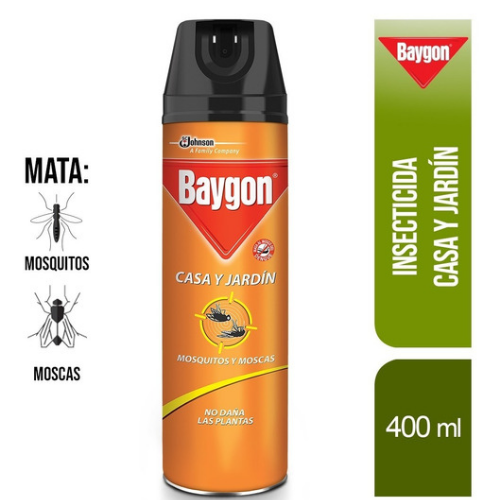 MATA:
MOSQUITOS
MOSCAS
SC Johnson
A Family Company
Baygon®
CASA Y JARDÍN
MOSQUITOS Y MOSCAS
NO DAÑA
LAS PLANTAS
Baygon
INSECTICIDA
CASA Y JARDÍN
400 ml